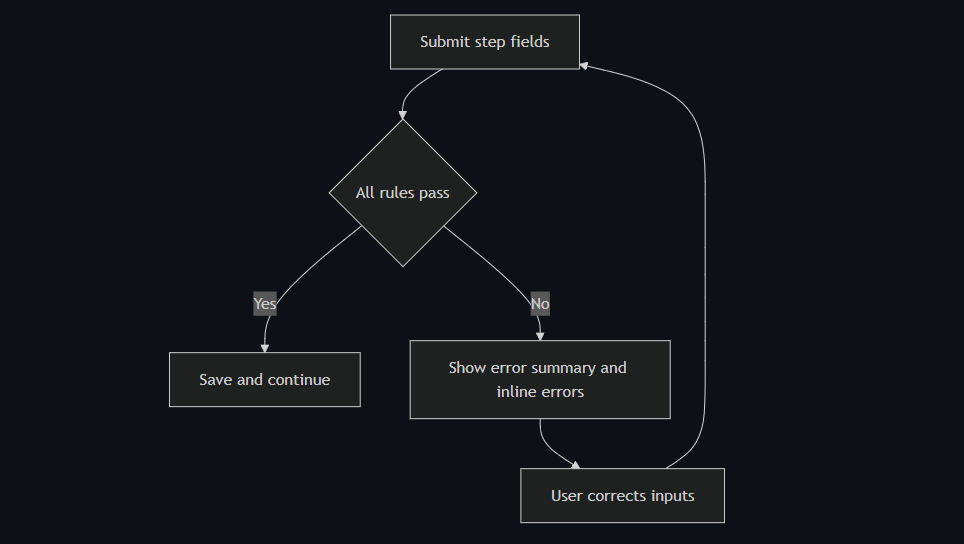 Submit step fields
All rules pass
Yes
No
Save and continue
Show error summary and
inline errors
User corrects inputs